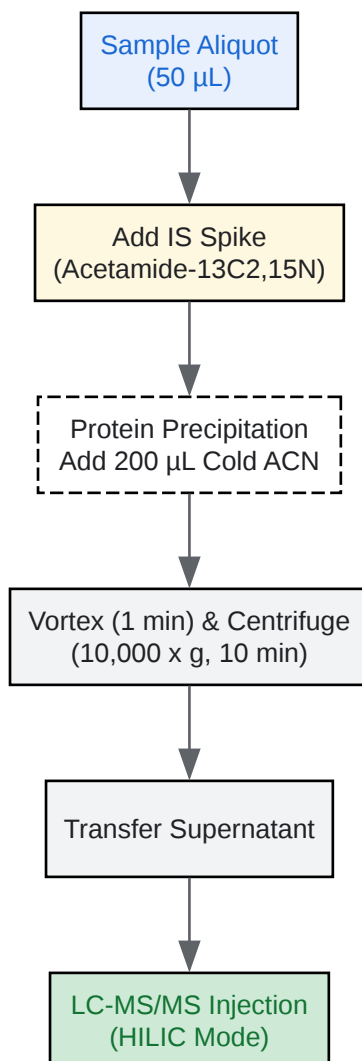 Sample Aliquot
(50 µL)
Add IS Spike
(Acetamide-13C2,15N)
Protein Precipitation
Add 200 µL Cold ACN
Vortex (1 min) & Centrifuge
(10,000 x g, 10 min)
Transfer Supernatant
LC-MS/MS Injection
(HILIC Mode)